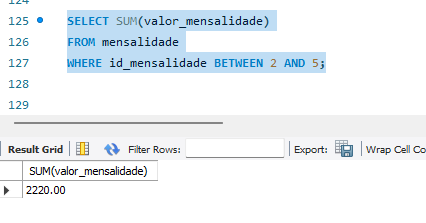 125 SELECT SUM(valor_mensalidade)
126 FROM mensalidade
127 WHERE id_mensalidade BETWEEN 2 AND 5;
128
129
Result Grid Filter Rows: Export: Wrap Cell Co
SUM(valor_mensalidade)
2220.00